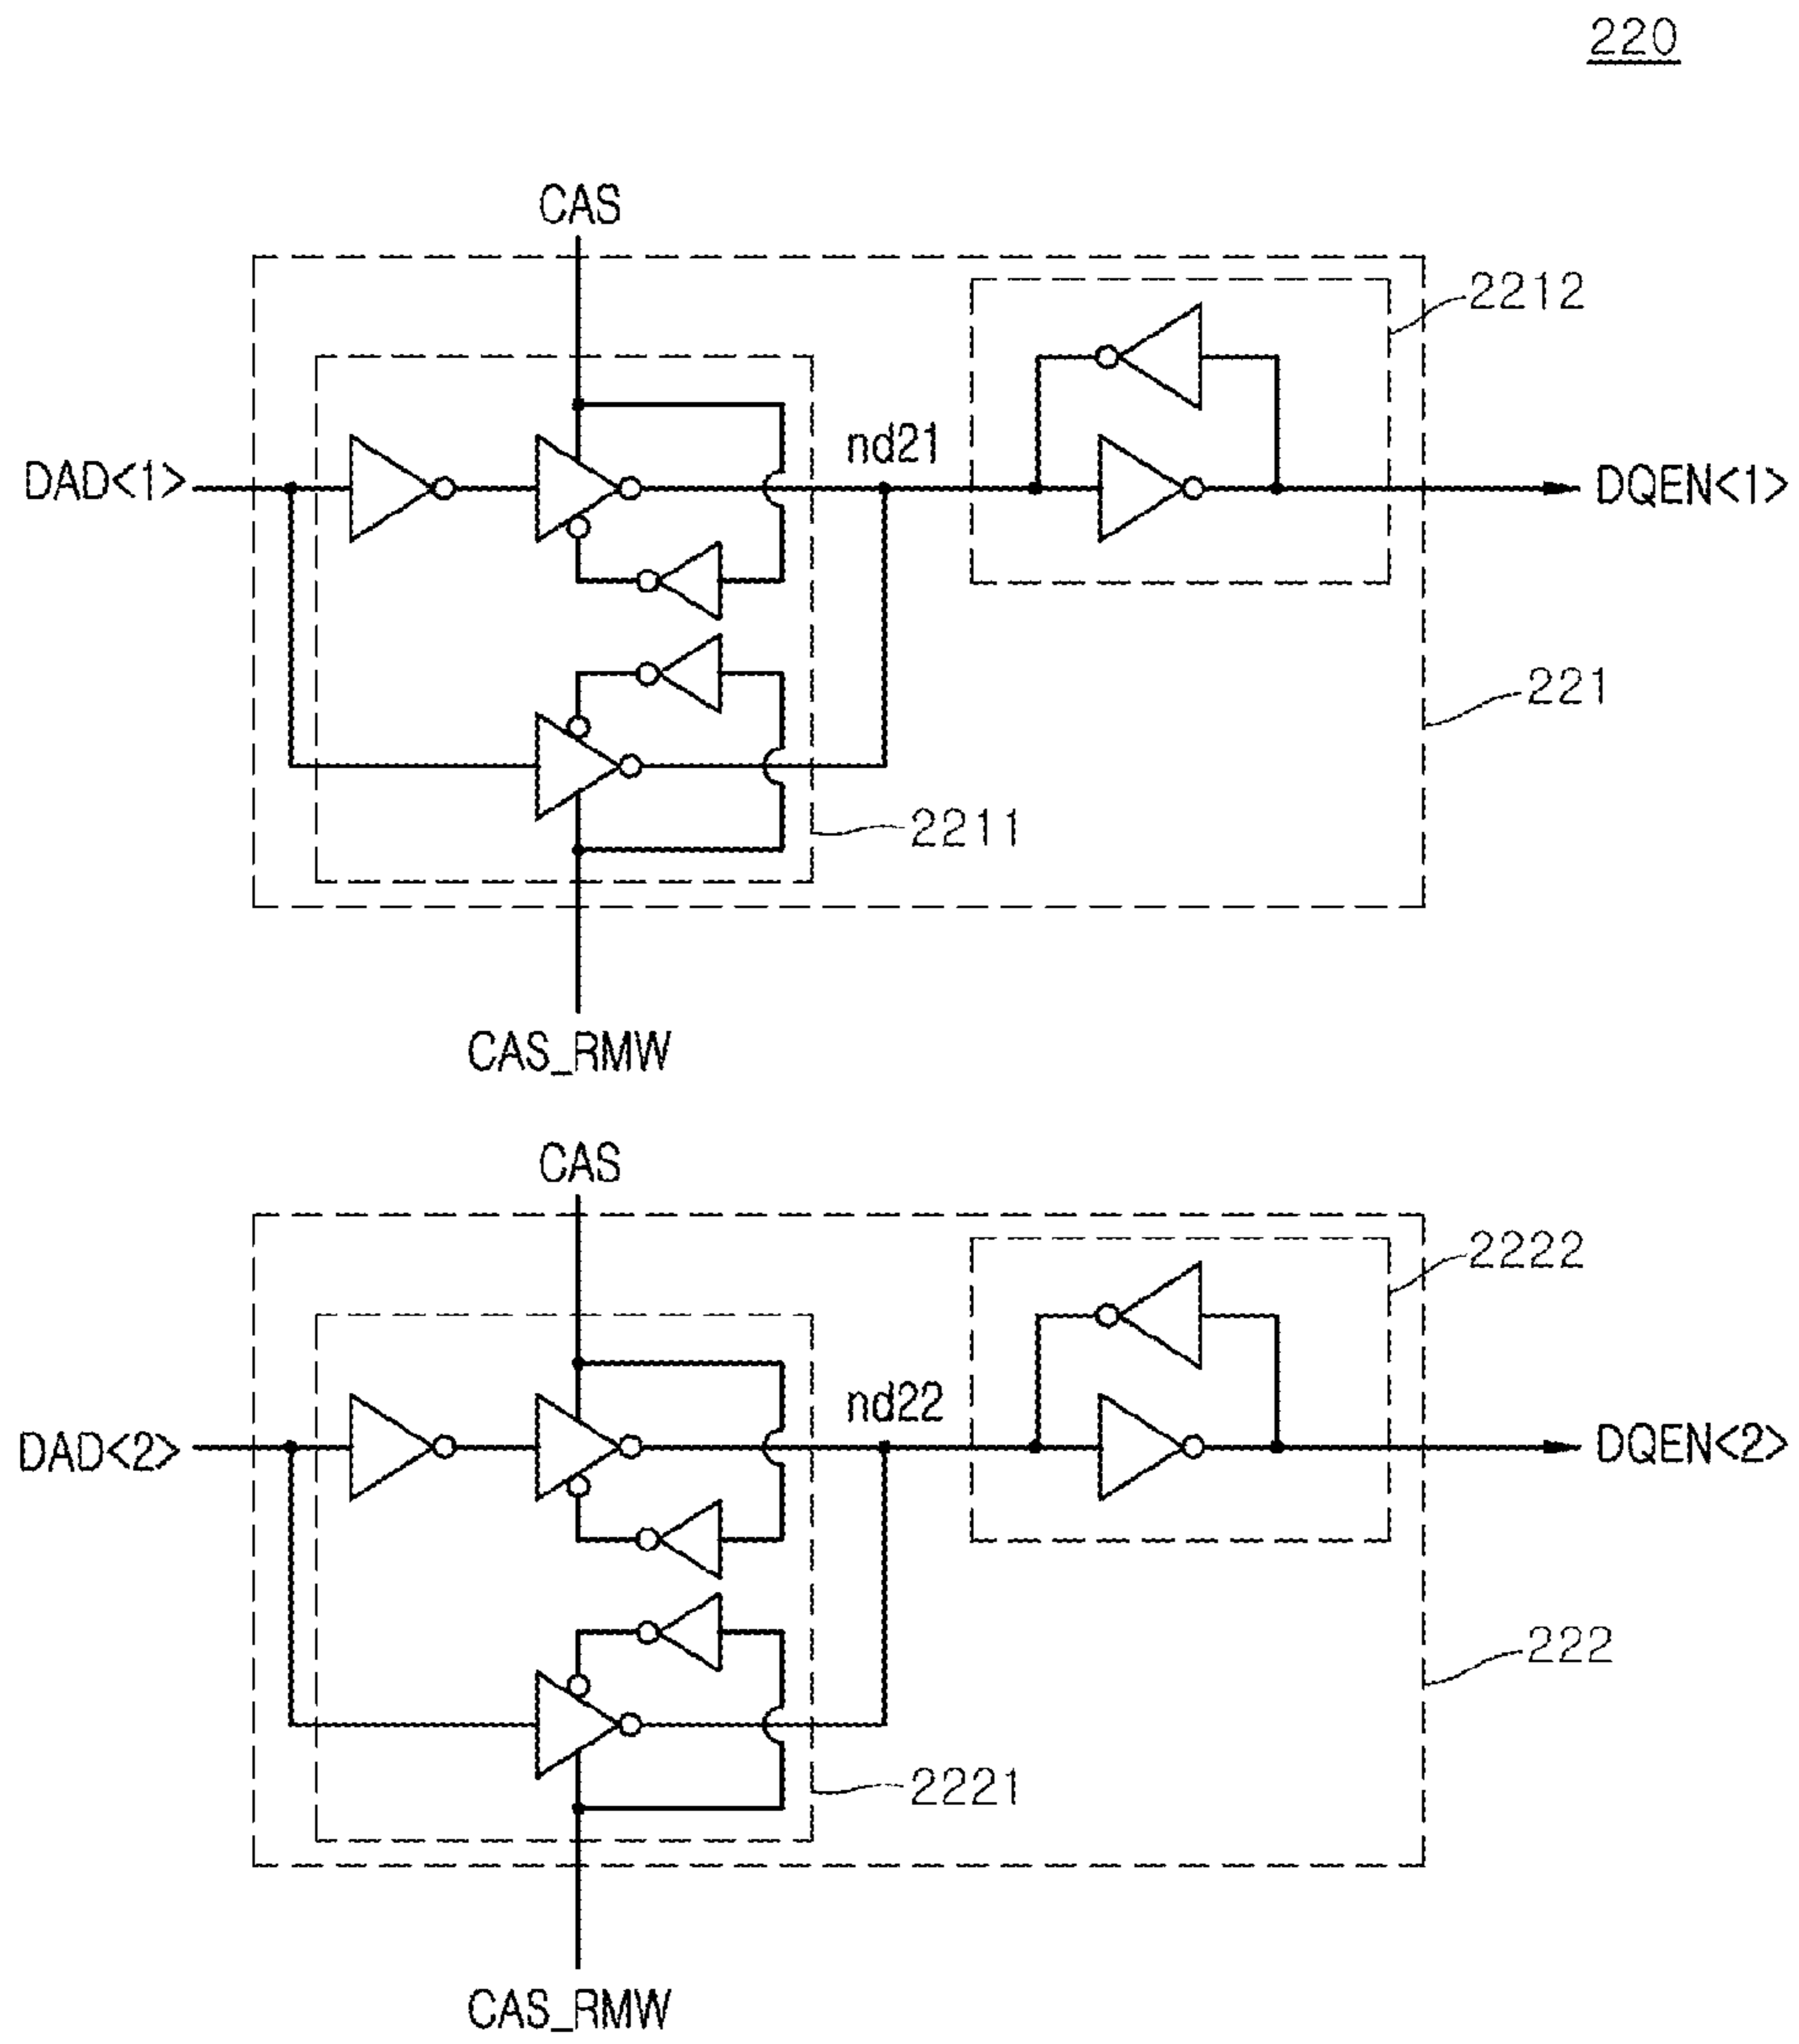 220
CAS
2212
nd21
DAD<1>
DQEN<1>
221
2211
CAS_RMW
CAS
2222
nd22
DAD<2>
DQEN<2>
222
2221
CAS_RMW